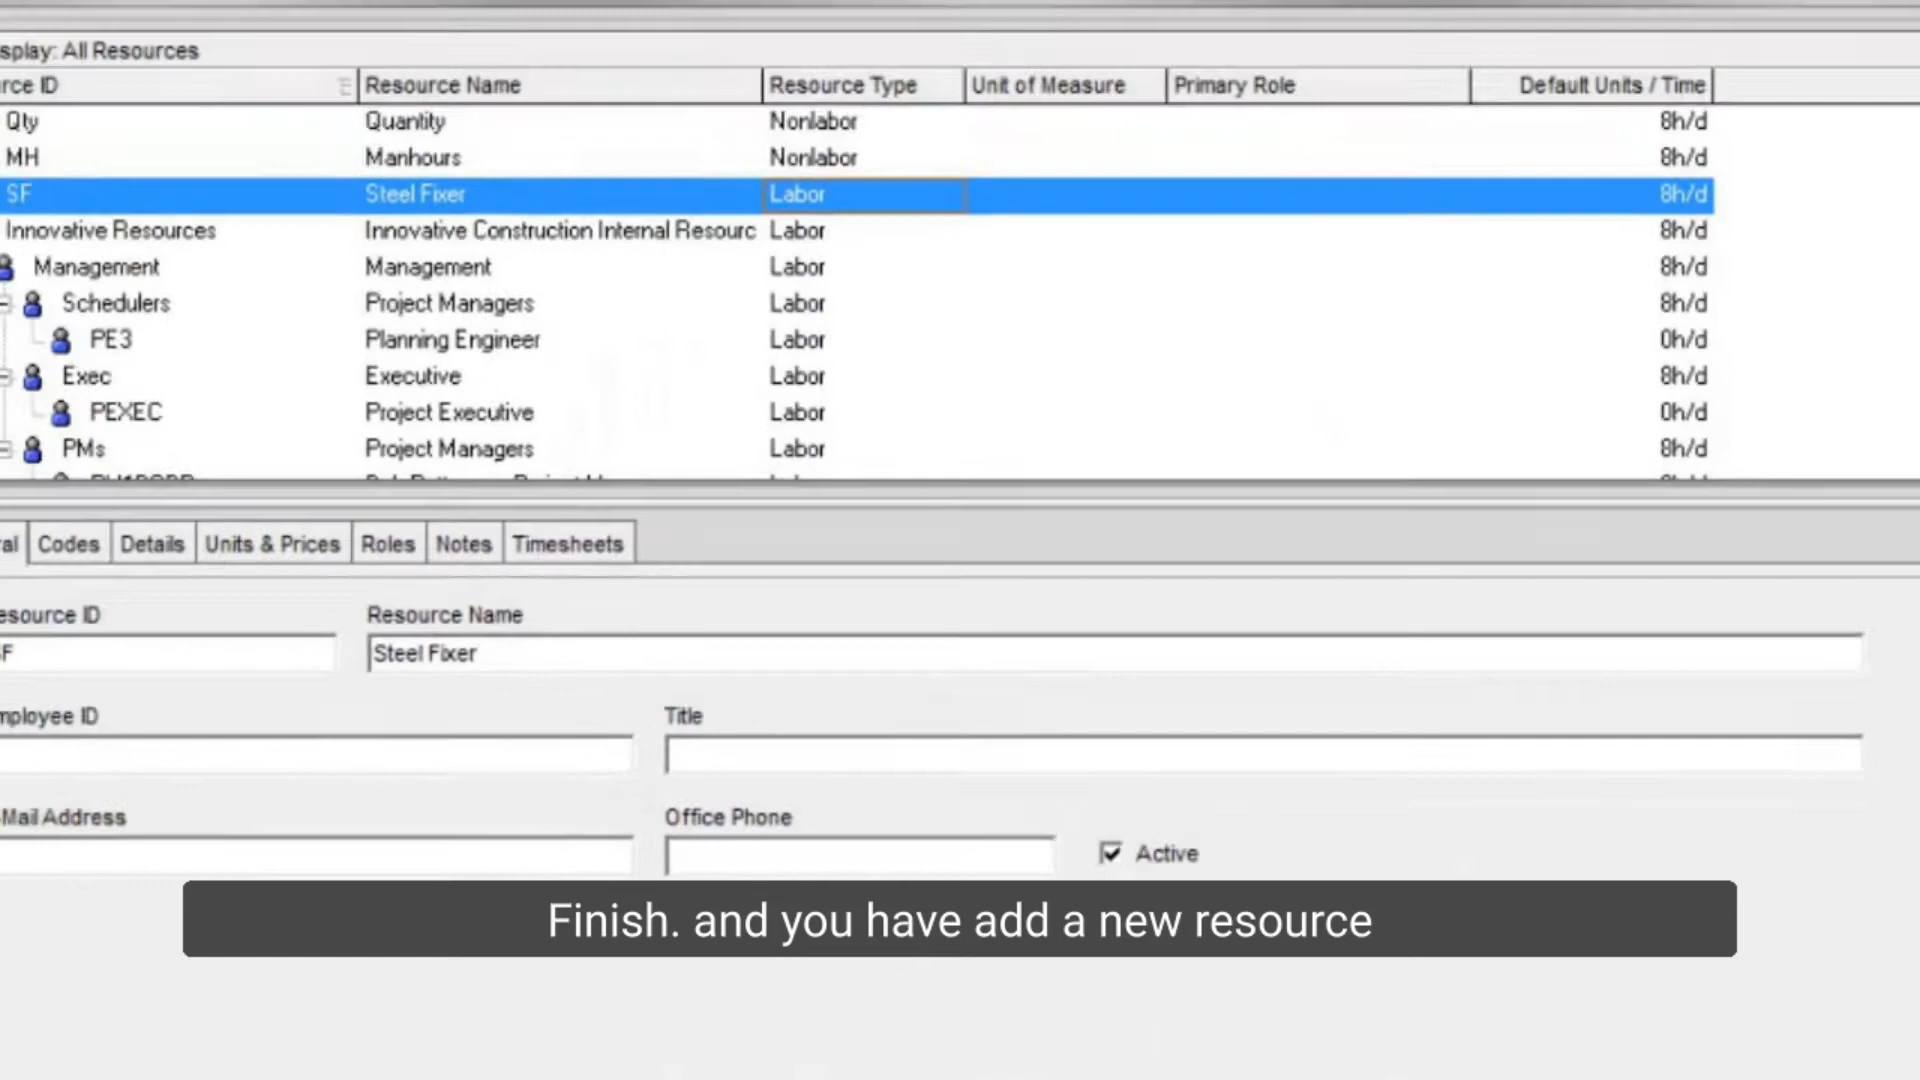 splay: All Resources
rce ID Resource Name Resource Type Unit of Measure Primary Role Default Units / Time
Qty Quantity Nonlabor 8h/d
MH Manhours Nonlabor 8h/d
SF Steel Fixer Labor 8h/d
Innovative Resources Innovative Construction Internal Resourc Labor 8h/d
Management Management Labor 8h/d
Schedulers Project Managers Labor 8h/d
PE3 Planning Engineer Labor 0h/d
Exec Executive Labor 8h/d
PEXEC Project Executive Labor 0h/d
PMs Project Managers Labor 8h/d
al Codes Details Units & Prices Roles Notes Timesheets
esource ID Resource Name
F Steel Fixer
mployee ID Title
Mail Address Office Phone
Active
Finish. and you have add a new resource